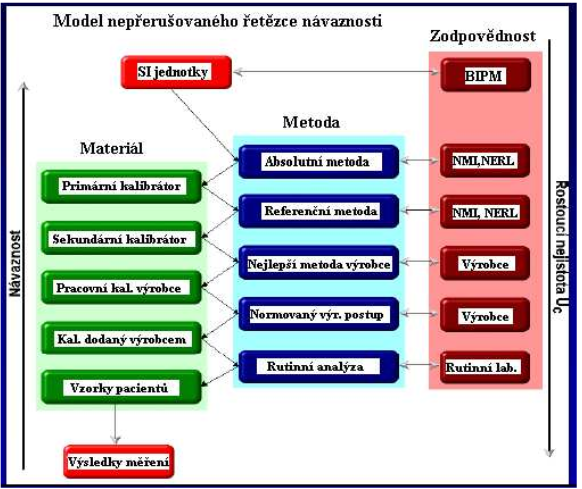 Model nepřerušovaného řetězce návaznosti
Zodpovědnost
SI jednotky
BIPM
Metoda
Materiál
Absolutní metoda
NMI,NERL
Primární kalibrátor
Referenční metoda
NMI, NERL
Sekundární kalibrátor
Nejlepší metoda výrobce
Výrobce
Pracovní kal. výrobce
Normovaný výr. postup
Výrobce
Kal. dodaný výrobcem
Rutinní analýza
Rutinní lab.
Vzorky pacientů
Výsledky měření
Návaznost
Rostoucí nejistota Uc